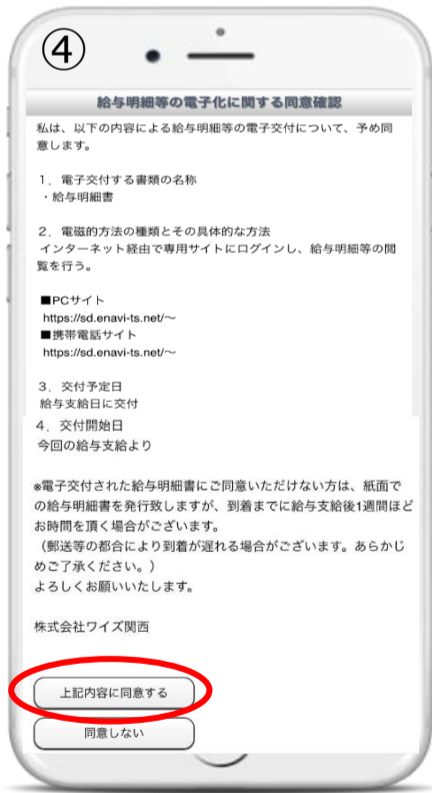 ④
給与明細等の電子化に関する同意確認
私は、以下の内容による給与明細等の電子交付について、予め同
意します。
1．電子交付する書類の名称
・給与明細書
2．電磁的方法の種類とその具体的な方法
インターネット経由で専用サイトにログインし、給与明細等の閲
覧を行う。
■PCサイト
https://sd.enavi-ts.net/～
■携帯電話サイト
https://sd.enavi-ts.net/～
3．交付予定日
給与支給日に交付
4．交付開始日
今回の給与支給より
※電子交付された給与明細書にご同意いただけない方は、紙面で
の給与明細書を発行致しますが、到着までに給与支給後1週間ほど
お時間を頂く場合がございます。
（郵送等の都合により到着が遅れる場合がございます。あらかじ
めご了承ください。）
よろしくお願いいたします。
株式会社ワイズ関西
上記内容に同意する
同意しない